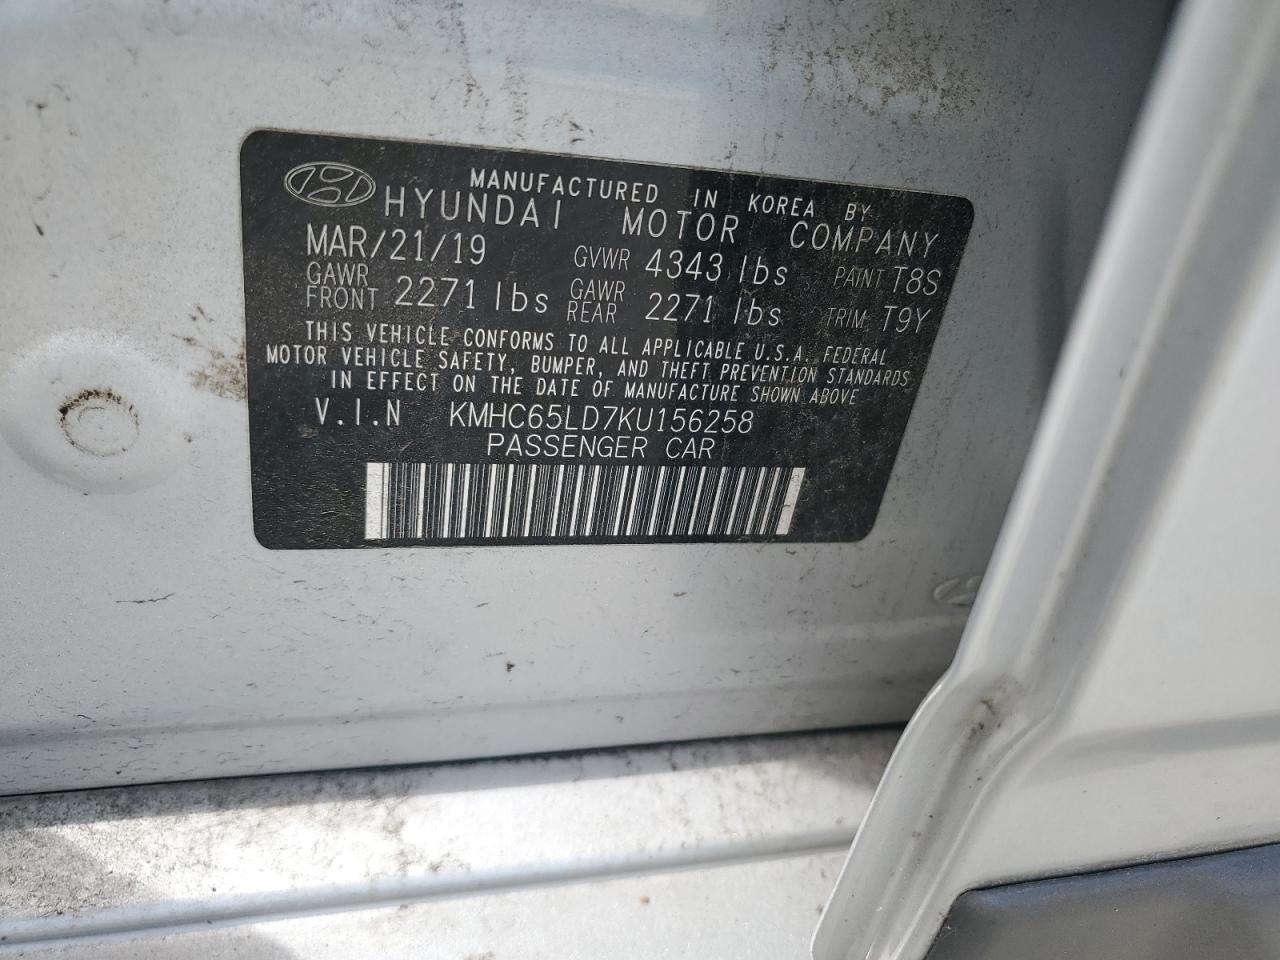 MANUFACTURED IN KOREA BY
HYUNDAI MOTOR COMPANY
MAR/21/19 GVWR 4343 lbs PAINT T8S
GAWR FRONT 2271 lbs GAWR REAR 2271 lbs TRIM T9Y
THIS VEHICLE CONFORMS TO ALL APPLICABLE U.S.A. FEDERAL
MOTOR VEHICLE SAFETY, BUMPER, AND THEFT PREVENTION STANDARDS
IN EFFECT ON THE DATE OF MANUFACTURE SHOWN ABOVE
V.I.N KMHC65LD7KU156258
PASSENGER CAR